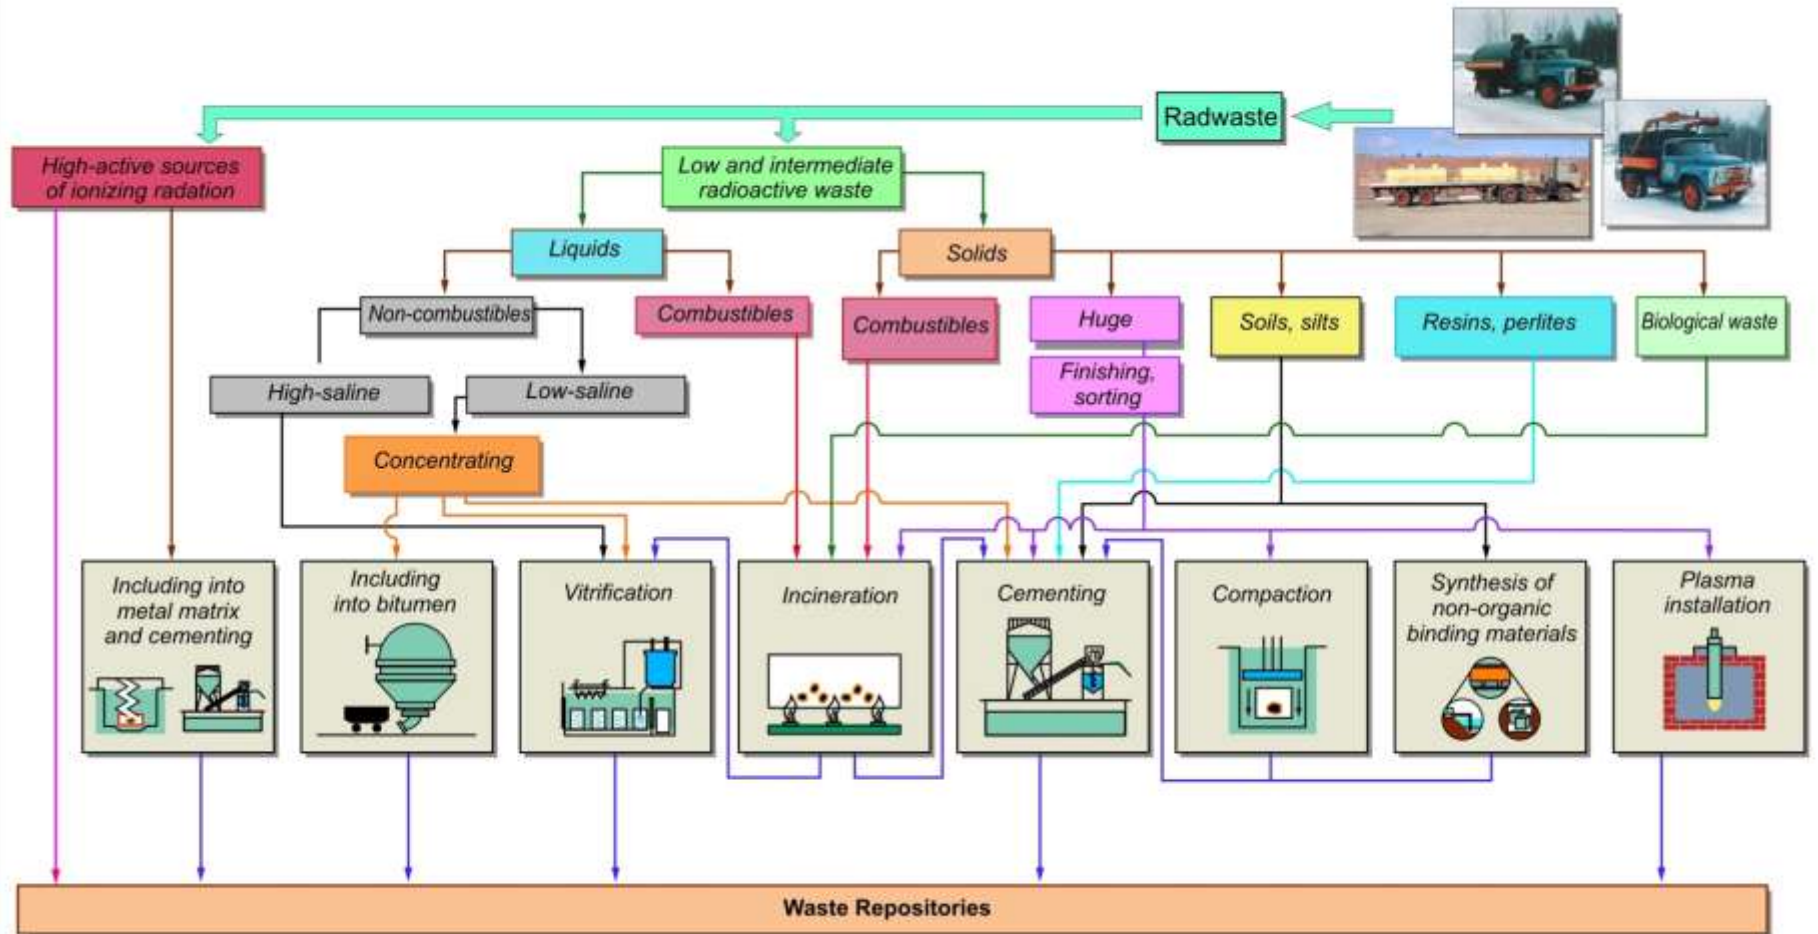 Radwaste
High-active sources
of ionizing radation
Low and intermediate
radioactive waste
Liquids
Solids
Non-combustibles
Combustibles
Combustibles
Huge
Soils, silts
Resins, perlites
Biological waste
High-saline
Low-saline
Finishing,
sorting
Concentrating
Including into
metal matrix
and cementing
Including
into bitumen
Vitrification
Incineration
Cementing
Compaction
Synthesis of
non-organic
binding materials
Plasma
installation
Waste Repositories